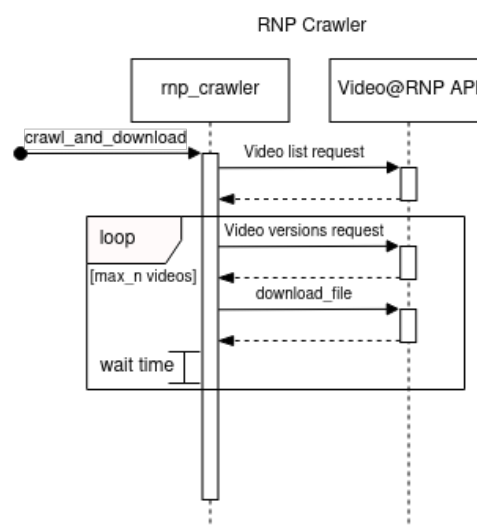 RNP Crawler
rnp_crawler
Video@RNP API
crawl_and_download
Video list request
loop
Video versions request
[max_n videos]
download_file
wait time